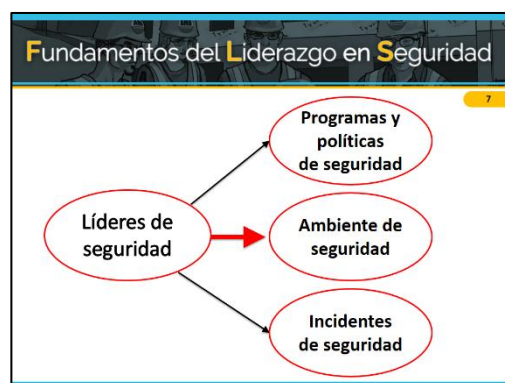 Fundamentos del Liderazgo en Seguridad
7
Programas y
políticas
de seguridad
Líderes de
seguridad
Ambiente de
seguridad
Incidentes
de seguridad